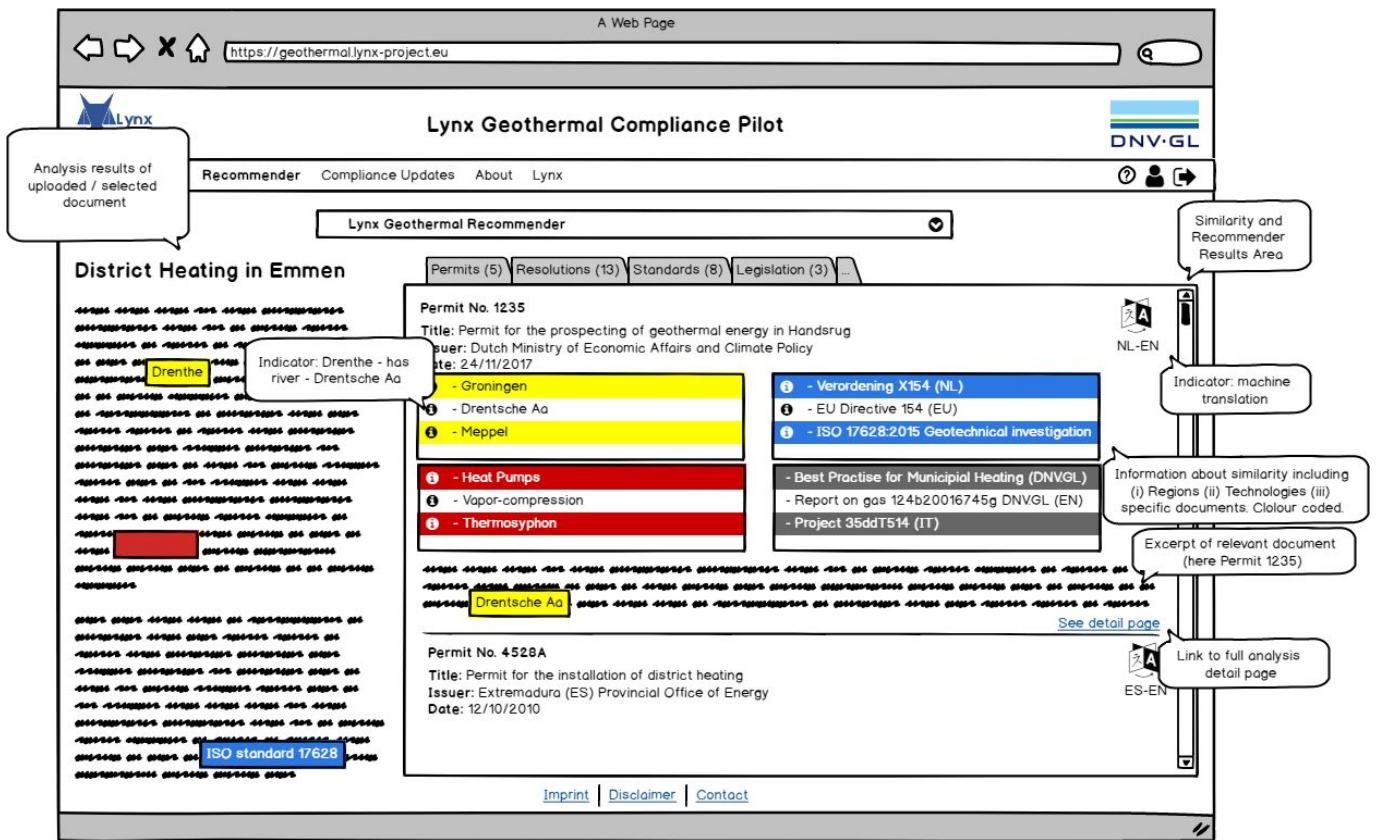 A Web Page
https://geothermal.lynx-project.eu
Lynx
Lynx Geothermal Compliance Pilot
DNV·GL
Analysis results of
uploaded / selected
document
Recommender Compliance Updates About Lynx
Lynx Geothermal Recommender
Similarity and
Recommender
Results Area
District Heating in Emmen
Permits (5) Resolutions (13) Standards (8) Legislation (3) ...
Permit No. 1235
Title: Permit for the prospecting of geothermal energy in Handsrug
suer: Dutch Ministry of Economic Affairs and Climate Policy
te: 24/11/2017
NL-EN
Drenthe
Indicator: Drenthe - has
river - Drentsche Aa
Indicator: machine
translation
- Groningen
- Drentsche Aa
- Meppel
- Verordening X154 (NL)
- EU Directive 154 (EU)
- ISO 17628:2015 Geotechnical investigation
- Heat Pumps
- Vapor-compression
- Thermosyphon
- Best Practise for Municipial Heating (DNV.GL)
- Report on gas 124b20016745g DNV.GL (EN)
- Project 35ddT514 (IT)
Information about similarity including
(i) Regions (ii) Technologies (iii)
specific documents. Clolour coded.
Excerpt of relevant document
(here Permit 1235)
Drentsche Aa
See detail page
Permit No. 4528A
Title: Permit for the installation of district heating
Issuer: Extremadura (ES) Provincial Office of Energy
Date: 12/10/2010
ES-EN
Link to full analysis
detail page
ISO standard 17628
Imprint | Disclaimer | Contact